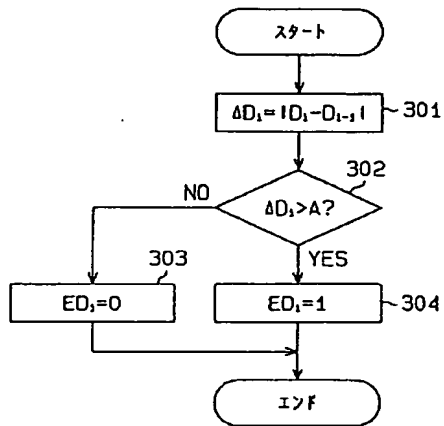 スタート
ΔD₁=|D₁-D₁₋₁|
301
302
ΔD₁>A?
NO
YES
303
ED₁=0
ED₁=1
304
エンド